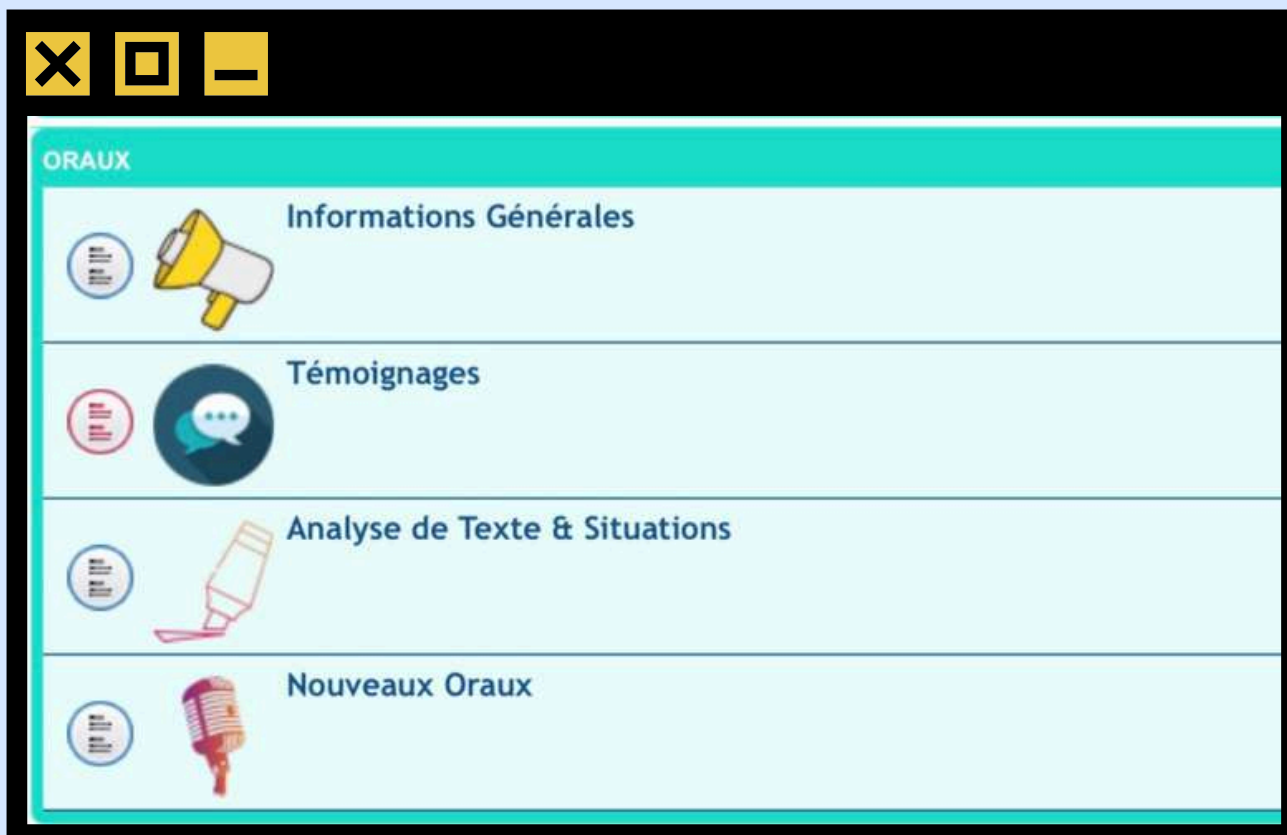 ORAUX
Informations Générales
Témoignages
Analyse de Texte & Situations
Nouveaux Oraux